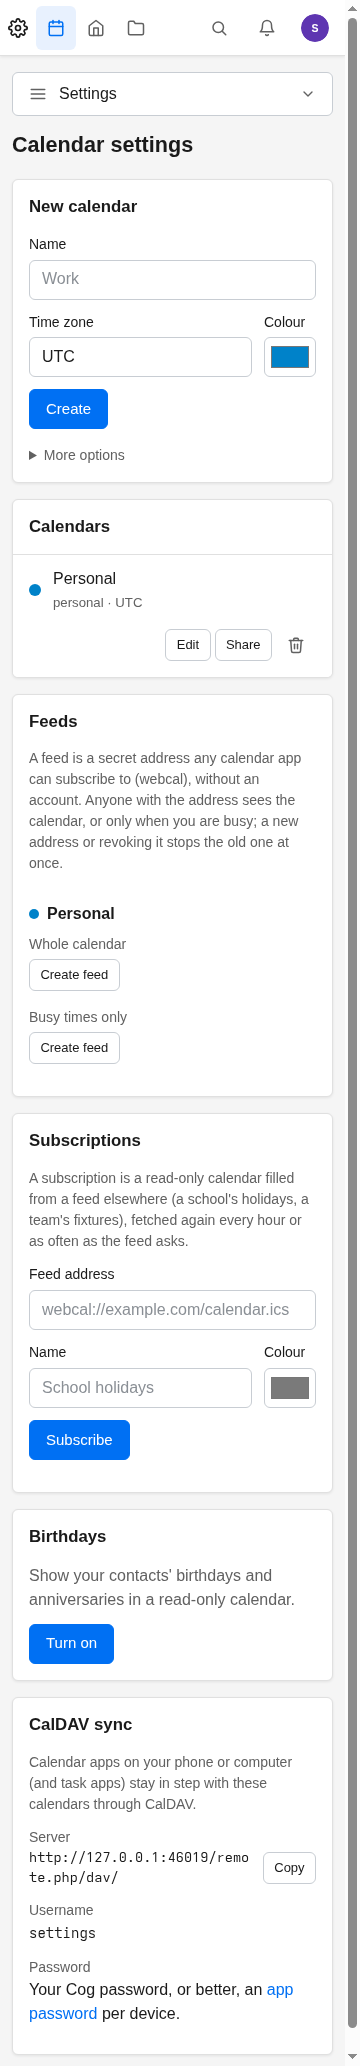 S
Settings
Calendar settings
New calendar
Name
Work
Time zone
Colour
UTC
Create
More options
Calendars
Personal
personal · UTC
Edit
Share
Feeds
A feed is a secret address any calendar app
can subscribe to (webcal), without an
account. Anyone with the address sees the
calendar, or only when you are busy; a new
address or revoking it stops the old one at
once.
Personal
Whole calendar
Create feed
Busy times only
Create feed
Subscriptions
A subscription is a read-only calendar filled
from a feed elsewhere (a school's holidays, a
team's fixtures), fetched again every hour or
as often as the feed asks.
Feed address
webcal://example.com/calendar.ics
Name
Colour
School holidays
Subscribe
Birthdays
Show your contacts' birthdays and
anniversaries in a read-only calendar.
Turn on
CalDAV sync
Calendar apps on your phone or computer
(and task apps) stay in step with these
calendars through CalDAV.
Server
http://127.0.0.1:46019/remo
te.php/dav/
Copy
Username
settings
Password
Your Cog password, or better, an app
password per device.